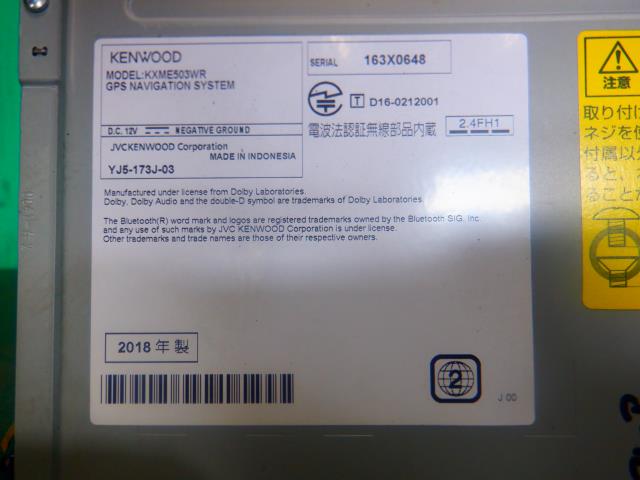 KENWOOD
MODEL:KXME503WR
GPS NAVIGATION SYSTEM
D.C. 12V NEGATIVE GROUND
JVCKENWOOD Corporation
MADE IN INDONESIA
YJ5-173J-03
SERIAL 163X0648
T D16-0212001
電波法認証無線部品内蔵 2.4FH1
Manufactured under license from Dolby Laboratories.
Dolby, Dolby Audio and the double-D symbol are trademarks of Dolby Laboratories.
The Bluetooth(R) word mark and logos are registered trademarks owned by the Bluetooth SIG, Inc.
and any use of such marks by JVC KENWOOD Corporation is under license.
Other trademarks and trade names are those of their respective owners.
2018 年 製
2
J 00
取り付け
ネジを使
付属以
ると、
ること